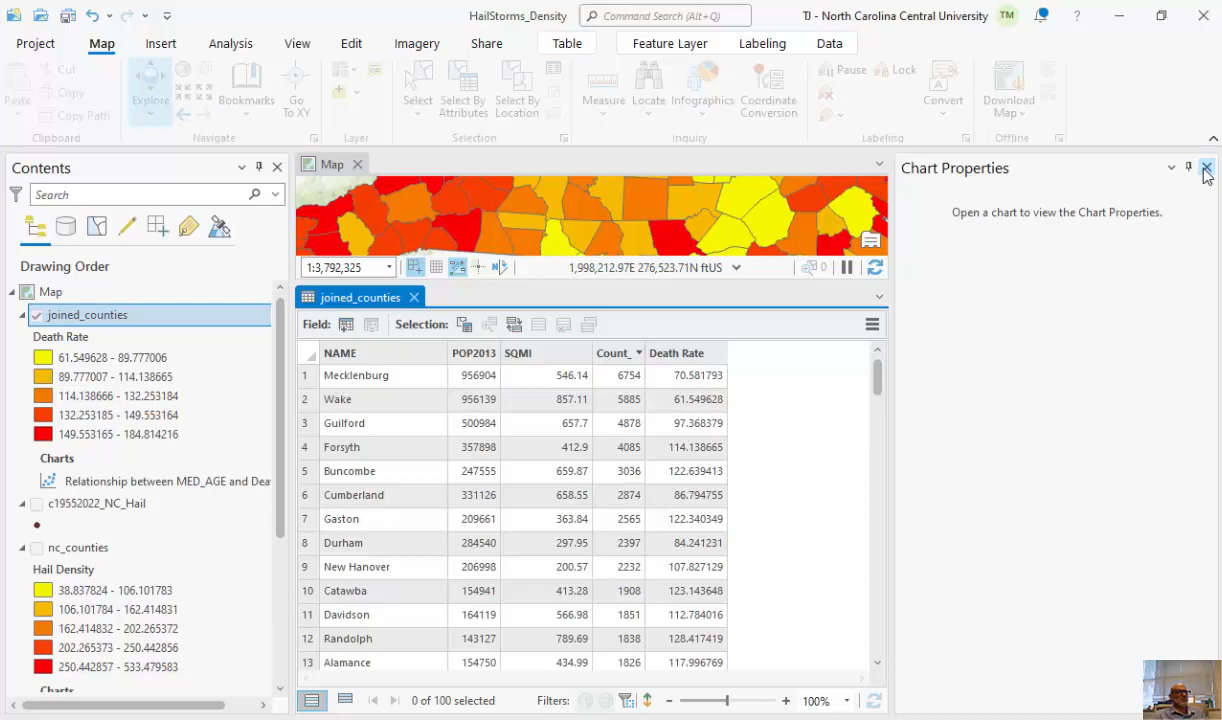 HailStorms_Density
Command Search (Alt+Q)
TJ - North Carolina Central University
TM
?
Project
Map
Insert
Analysis
View
Edit
Imagery
Share
Table
Feature Layer
Labeling
Data
Paste
Cut
Copy
Copy Path
Explore
Bookmarks
Go To XY
Select
Select By Attributes
Select By Location
Measure
Locate
Infographics
Coordinate Conversion
Pause
Lock
Convert
Download Map
Clipboard
Navigate
Layer
Selection
Inquiry
Labeling
Offline
Contents
Search
Drawing Order
Map
joined_counties
Death Rate
61.549628 - 89.777006
89.777007 - 114.138665
114.138666 - 132.253184
132.253185 - 149.553164
149.553165 - 184.814216
Charts
Relationship between MED_AGE and Dea
c19552022_NC_Hail
nc_counties
Hail Density
38.837824 - 106.101783
106.101784 - 162.414831
162.414832 - 202.265372
202.265373 - 250.442856
250.442857 - 533.479583
Charts
Map
1:3,792,325
1,998,212.97E 276,523.71N ftUS
0
joined_counties
Field:
Selection:
NAME POP2013 SQMI Count_ Death Rate
1 Mecklenburg 956904 546.14 6754 70.581793
2 Wake 956139 857.11 5885 61.549628
3 Guilford 500984 657.7 4878 97.368379
4 Forsyth 357898 412.9 4085 114.138665
5 Buncombe 247555 659.87 3036 122.639413
6 Cumberland 331126 658.55 2874 86.794755
7 Gaston 209661 363.84 2565 122.340349
8 Durham 284540 297.95 2397 84.241231
9 New Hanover 206998 200.57 2232 107.827129
10 Catawba 154941 413.28 1908 123.143648
11 Davidson 164119 566.98 1851 112.784016
12 Randolph 143127 789.69 1838 128.417419
13 Alamance 154750 434.99 1826 117.996769
0 of 100 selected
Filters:
100%
Chart Properties
Open a chart to view the Chart Properties.